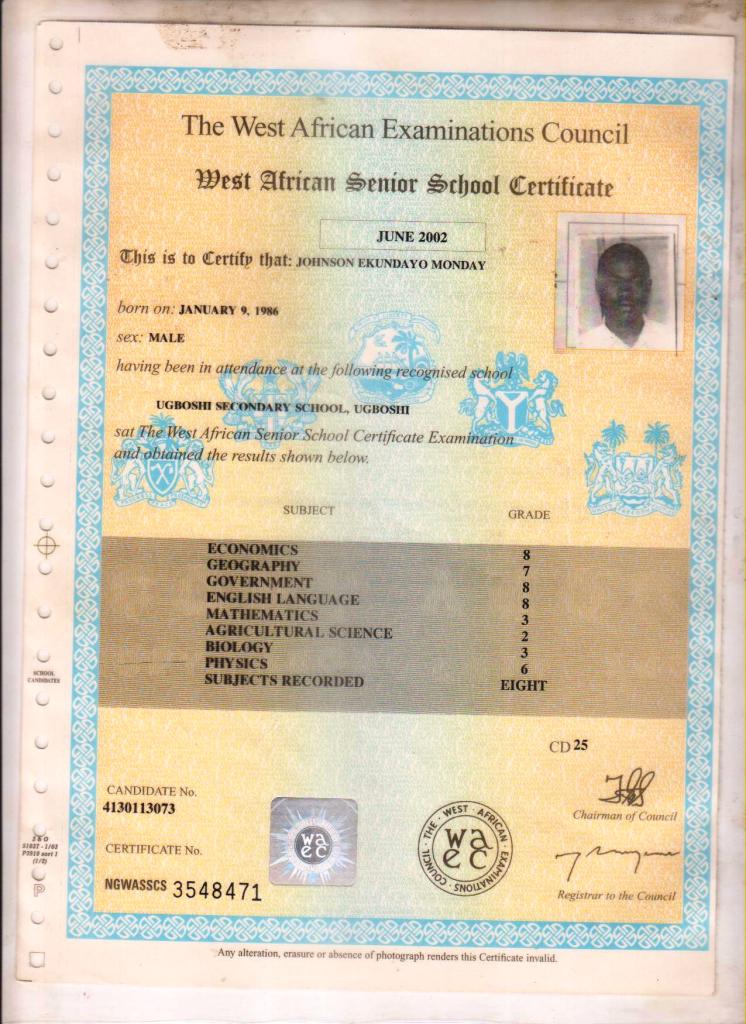 The West African Examinations Council
West African Senior School Certificate
JUNE 2002
This is to Certify that: JOHNSON EKUNDAYO MONDAY
born on: JANUARY 9, 1986
sex: MALE
having been in attendance at the following recognised school
UGBOSHI SECONDARY SCHOOL, UGBOSHI
sat The West African Senior School Certificate Examination
and obtained the results shown below.
SUBJECT GRADE
ECONOMICS 8
GEOGRAPHY 7
GOVERNMENT 8
ENGLISH LANGUAGE 8
MATHEMATICS 3
AGRICULTURAL SCIENCE 2
BIOLOGY 3
PHYSICS 6
SUBJECTS RECORDED EIGHT
SCHOOL
CANDIDATES
CD 25
CANDIDATE No.
4130113073
Chairman of Council
CERTIFICATE No.
NGWASSCS 3548471
waec
THE · WEST · AFRICAN · EXAMINATIONS · COUNCIL ·
waec
Registrar to the Council
(1/2)
P
Any alteration, erasure or absence of photograph renders this Certificate invalid.